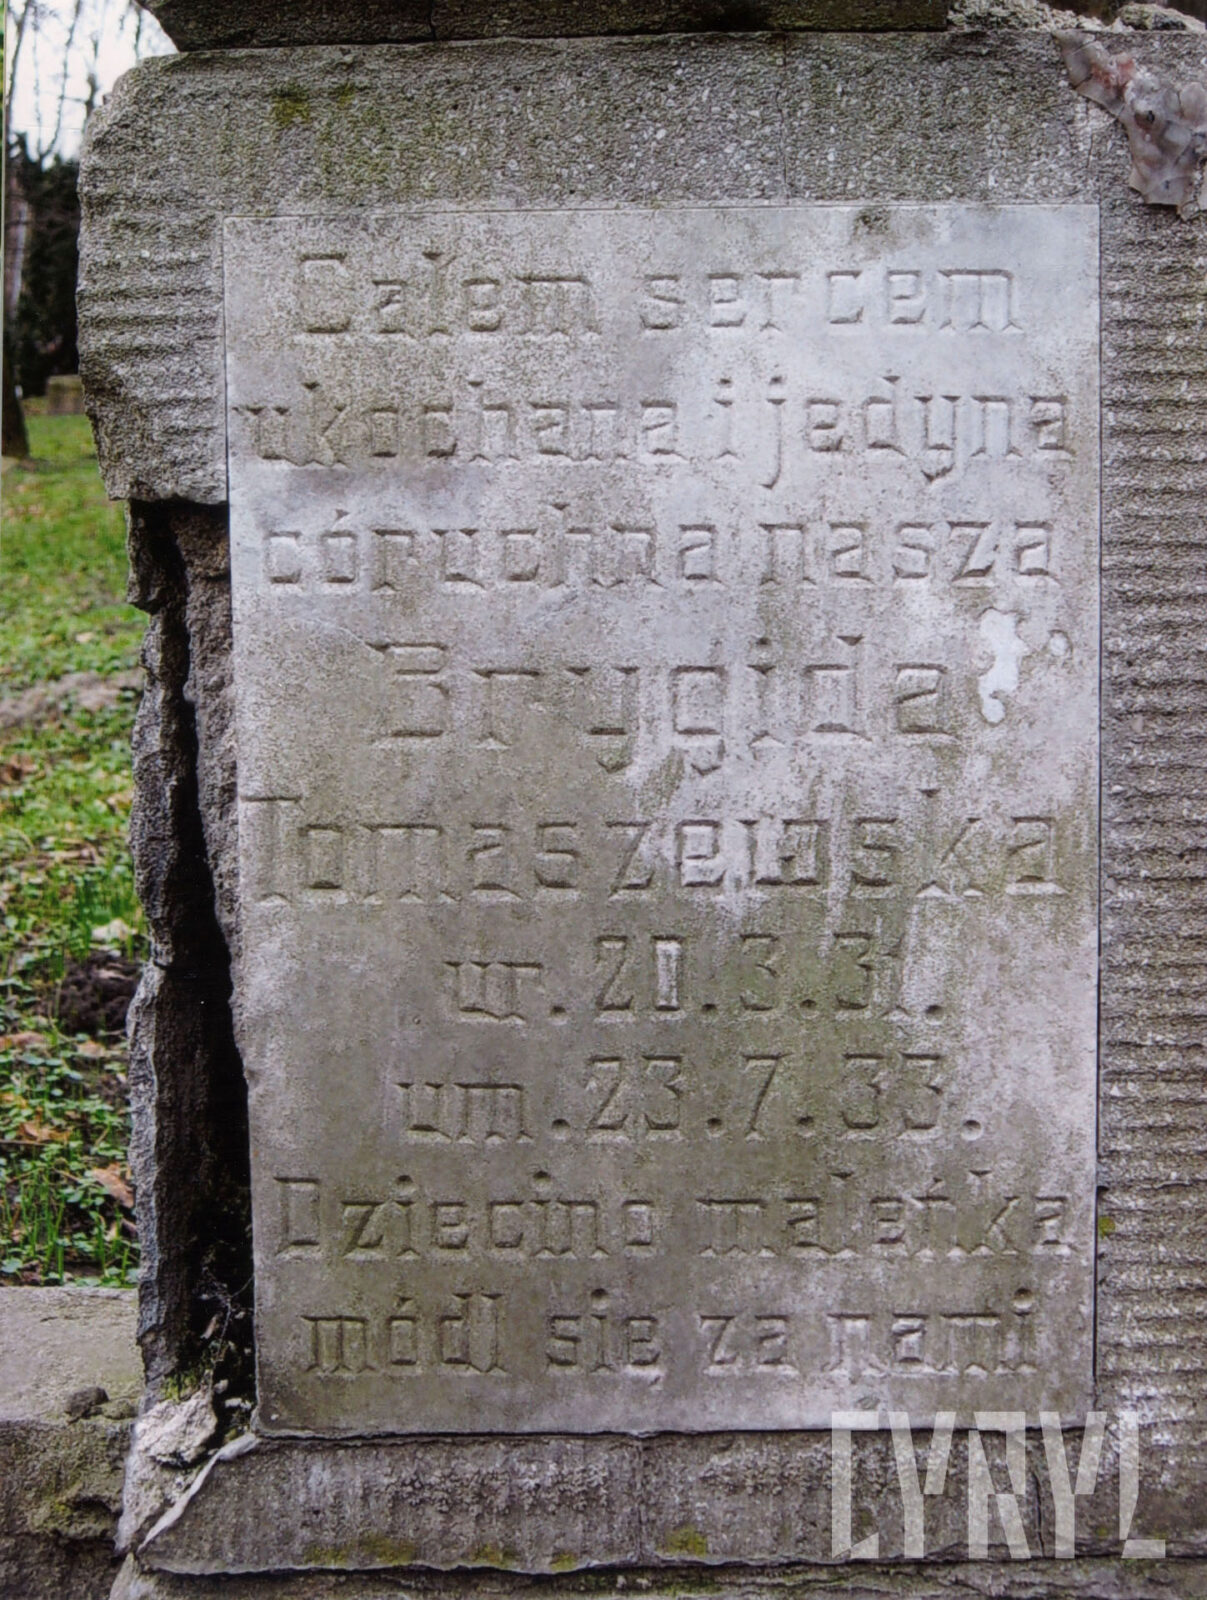 Całem sercem
ukochana i jedyna
córuchna nasza
Brygida
Tomaszewska
ur. 20.3.31.
um. 23.7.33.
Dziecino maleńka
módl się za nami
CYRYL